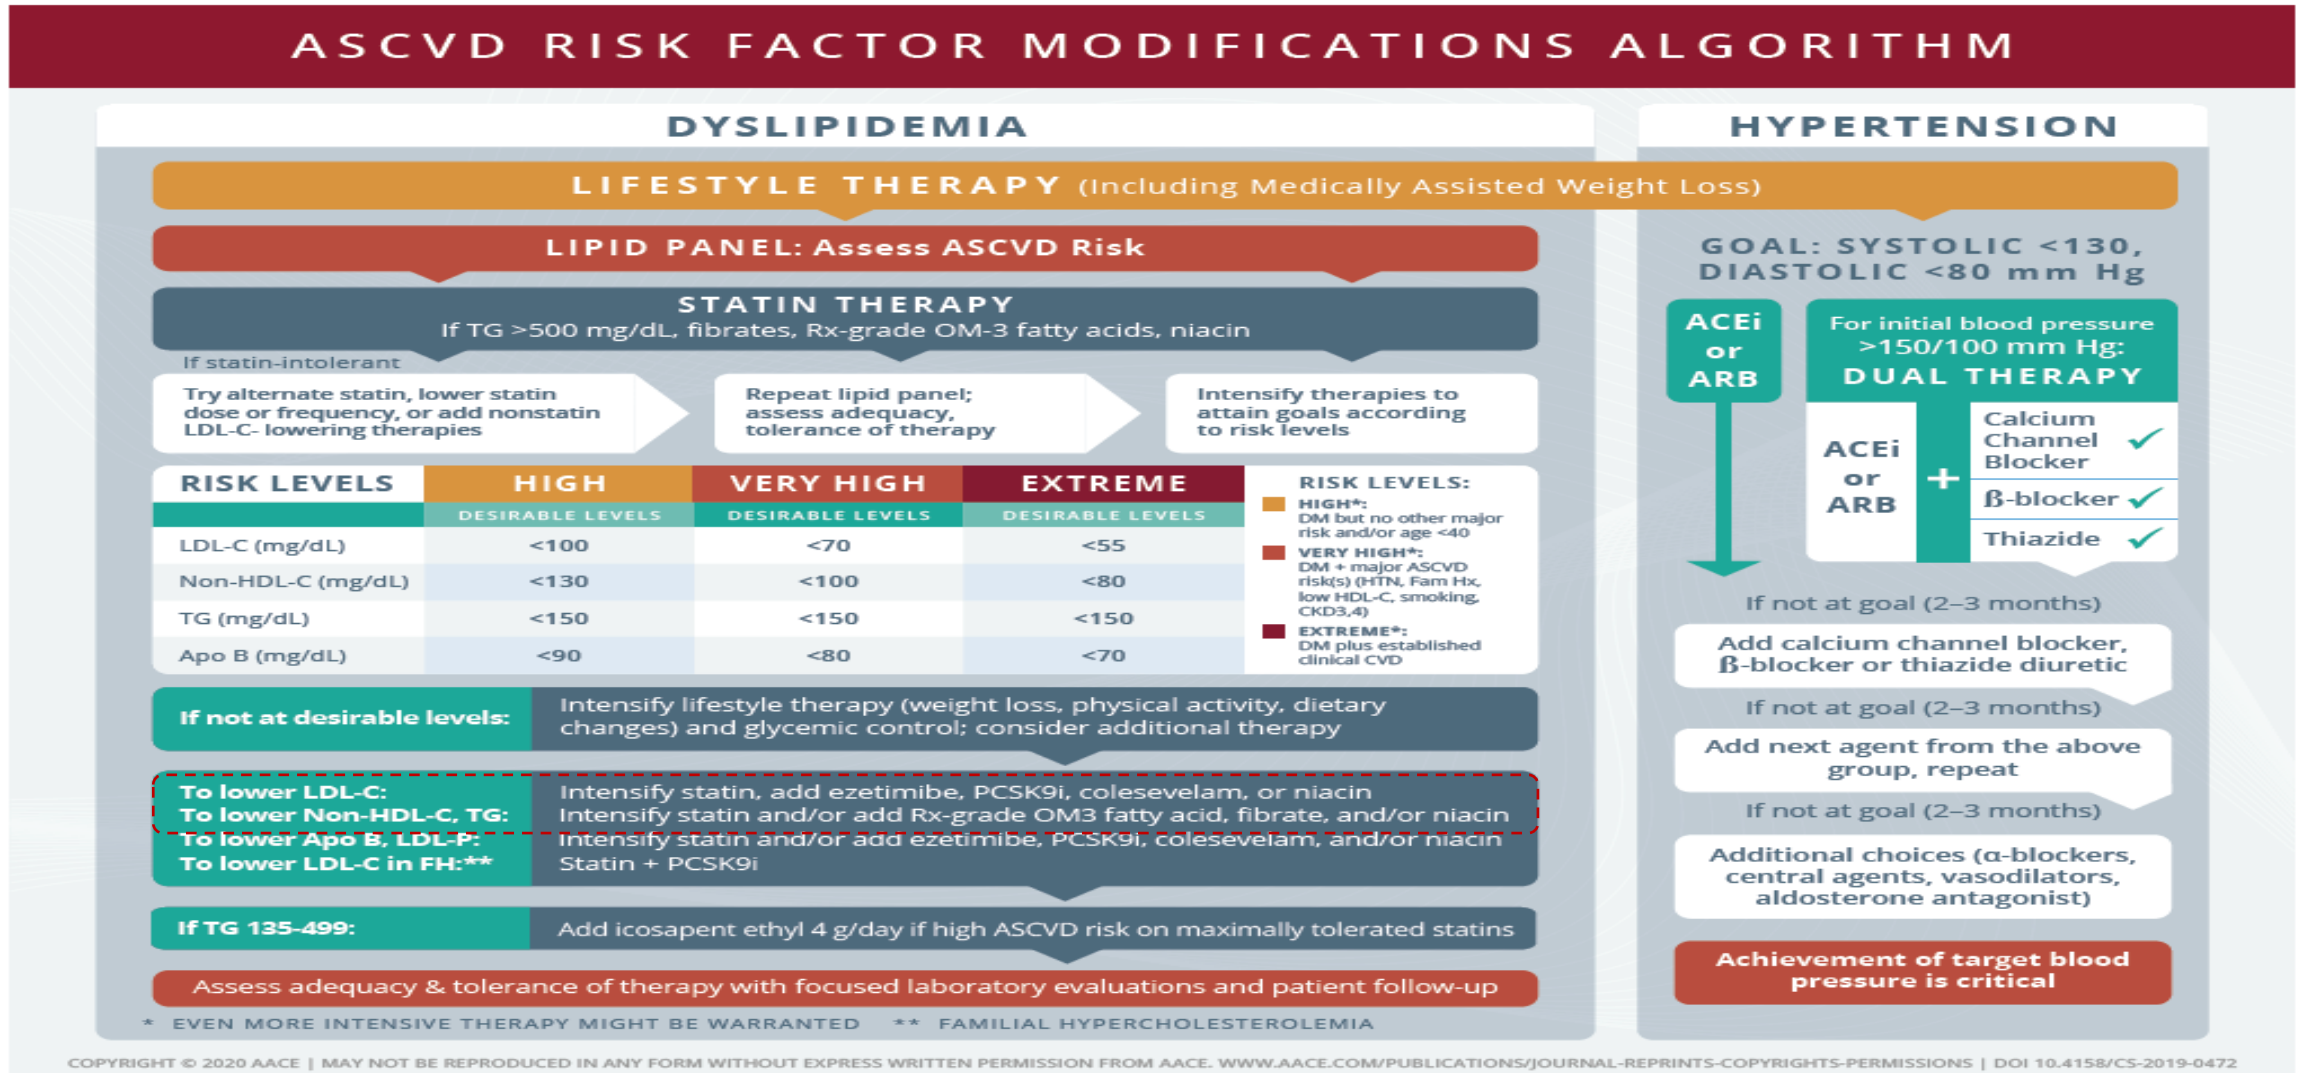 ASCVD RISK FACTOR MODIFICATIONS ALGORITHM
DYSLIPIDEMIA
HYPERTENSION
LIFESTYLE THERAPY (Including Medically Assisted Weight Loss)
LIPID PANEL: Assess ASCVD Risk
STATIN THERAPY
If TG >500 mg/dL, fibrates, Rx-grade OM-3 fatty acids, niacin
If statin-intolerant
Try alternate statin, lower statin
dose or frequency, or add nonstatin
LDL-C- lowering therapies
Repeat lipid panel;
assess adequacy,
tolerance of therapy
Intensify therapies to
attain goals according
to risk levels
RISK LEVELS HIGH VERY HIGH EXTREME
DESIRABLE LEVELS DESIRABLE LEVELS DESIRABLE LEVELS
LDL-C (mg/dL) <100 <70 <55
Non-HDL-C (mg/dL) <130 <100 <80
TG (mg/dL) <150 <150 <150
Apo B (mg/dL) <90 <80 <70
RISK LEVELS:
HIGH*:
DM but no other major
risk and/or age <40
VERY HIGH*:
DM + major ASCVD
risk(s) (HTN, Fam Hx,
low HDL-C, smoking,
CKD3,4)
EXTREME*:
DM plus established
clinical CVD
If not at desirable levels:
Intensify lifestyle therapy (weight loss, physical activity, dietary
changes) and glycemic control; consider additional therapy
To lower LDL-C: Intensify statin, add ezetimibe, PCSK9i, colesevelam, or niacin
To lower Non-HDL-C, TG: Intensify statin and/or add Rx-grade OM3 fatty acid, fibrate, and/or niacin
To lower Apo B, LDL-P: Intensify statin and/or add ezetimibe, PCSK9i, colesevelam, and/or niacin
To lower LDL-C in FH:** Statin + PCSK9i
If TG 135-499: Add icosapent ethyl 4 g/day if high ASCVD risk on maximally tolerated statins
Assess adequacy & tolerance of therapy with focused laboratory evaluations and patient follow-up
* EVEN MORE INTENSIVE THERAPY MIGHT BE WARRANTED ** FAMILIAL HYPERCHOLESTEROLEMIA
GOAL: SYSTOLIC <130,
DIASTOLIC <80 mm Hg
ACEi
or
ARB
For initial blood pressure
>150/100 mm Hg:
DUAL THERAPY
ACEi
or
ARB
+
Calcium
Channel
Blocker ✓
ß-blocker ✓
Thiazide ✓
If not at goal (2–3 months)
Add calcium channel blocker,
ß-blocker or thiazide diuretic
If not at goal (2–3 months)
Add next agent from the above
group, repeat
If not at goal (2–3 months)
Additional choices (α-blockers,
central agents, vasodilators,
aldosterone antagonist)
Achievement of target blood
pressure is critical
COPYRIGHT © 2020 AACE | MAY NOT BE REPRODUCED IN ANY FORM WITHOUT EXPRESS WRITTEN PERMISSION FROM AACE. WWW.AACE.COM/PUBLICATIONS/JOURNAL-REPRINTS-COPYRIGHTS-PERMISSIONS | DOI 10.4158/CS-2019-0472